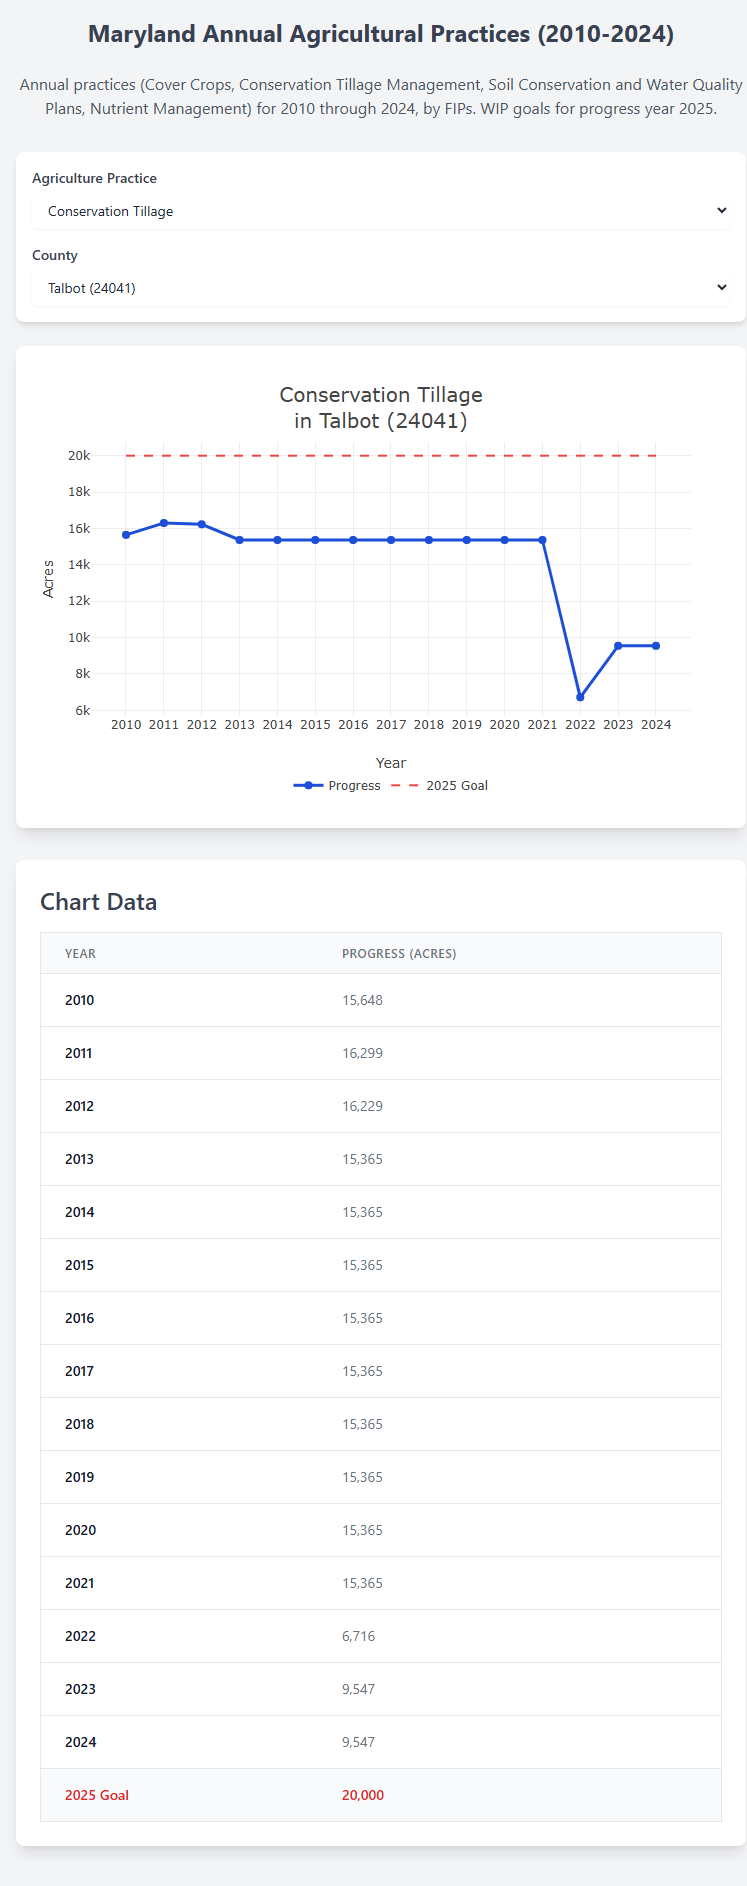 Maryland Annual Agricultural Practices (2010-2024)
Annual practices (Cover Crops, Conservation Tillage Management, Soil Conservation and Water Quality
Plans, Nutrient Management) for 2010 through 2024, by FIPs. WIP goals for progress year 2025.
Agriculture Practice
Conservation Tillage
County
Talbot (24041)
Conservation Tillage
in Talbot (24041)
20k
18k
16k
14k
12k
10k
8k
6k
Acres
2010 2011 2012 2013 2014 2015 2016 2017 2018 2019 2020 2021 2022 2023 2024
Year
Progress 2025 Goal
Chart Data
YEAR PROGRESS (ACRES)
2010 15,648
2011 16,299
2012 16,229
2013 15,365
2014 15,365
2015 15,365
2016 15,365
2017 15,365
2018 15,365
2019 15,365
2020 15,365
2021 15,365
2022 6,716
2023 9,547
2024 9,547
2025 Goal 20,000